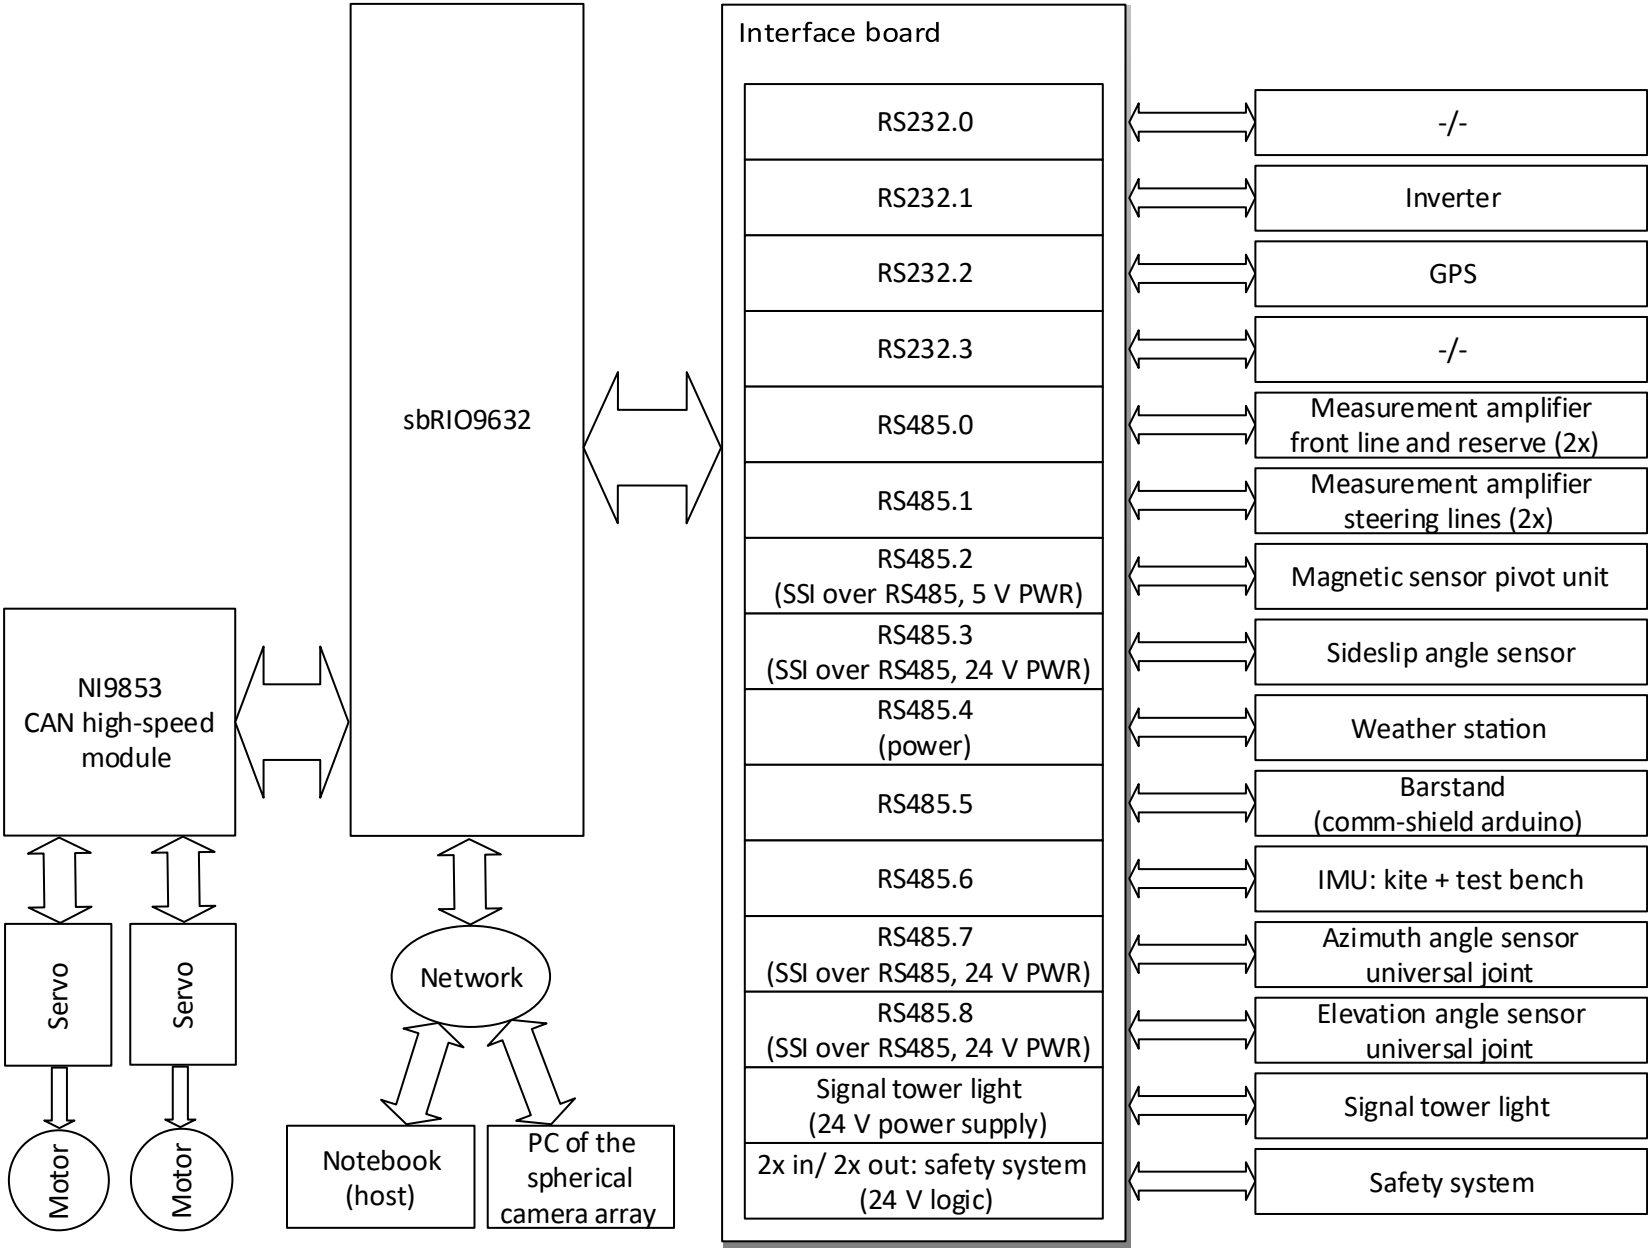 Interface board
sbRIO9632
NI9853
CAN high-speed
module
Servo
Servo
Motor
Motor
Network
Notebook
(host)
PC of the
spherical
camera array
RS232.0
-/-
RS232.1
Inverter
RS232.2
GPS
RS232.3
-/-
RS485.0
Measurement amplifier
front line and reserve (2x)
RS485.1
Measurement amplifier
steering lines (2x)
RS485.2
(SSI over RS485, 5 V PWR)
Magnetic sensor pivot unit
RS485.3
(SSI over RS485, 24 V PWR)
Sideslip angle sensor
RS485.4
(power)
Weather station
RS485.5
Barstand
(comm-shield arduino)
RS485.6
IMU: kite + test bench
RS485.7
(SSI over RS485, 24 V PWR)
Azimuth angle sensor
universal joint
RS485.8
(SSI over RS485, 24 V PWR)
Elevation angle sensor
universal joint
Signal tower light
(24 V power supply)
Signal tower light
2x in/ 2x out: safety system
(24 V logic)
Safety system